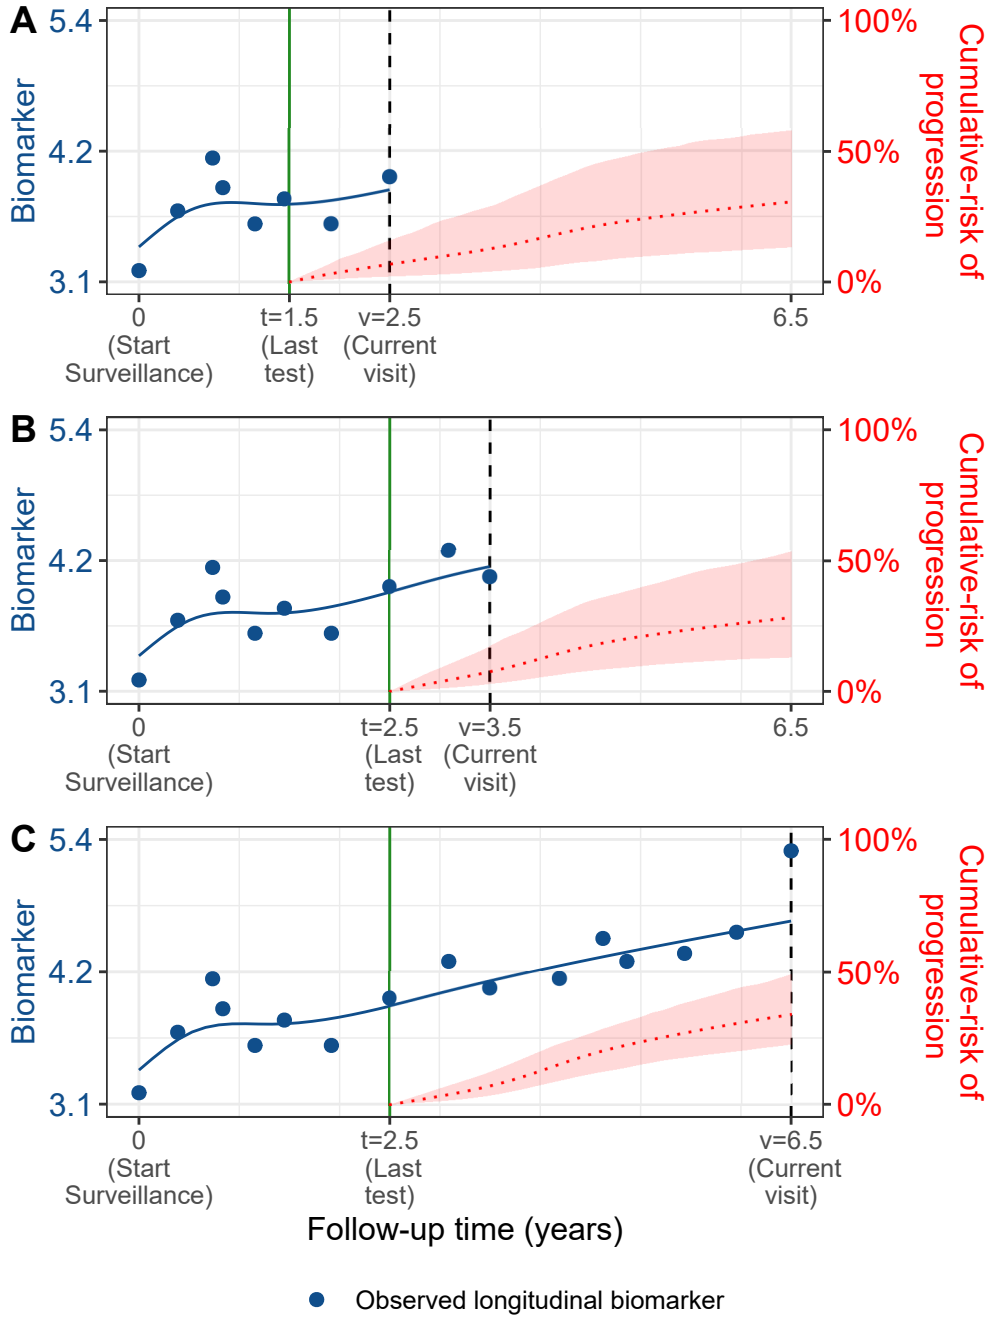 A
5.4
4.2
3.1
Biomarker
100%
50%
0%
Cumulative-risk of
progression
0
(Start
Surveillance)
t=1.5
(Last
test)
v=2.5
(Current
visit)
6.5
B
5.4
4.2
3.1
Biomarker
100%
50%
0%
Cumulative-risk of
progression
0
(Start
Surveillance)
t=2.5
(Last
test)
v=3.5
(Current
visit)
6.5
C
5.4
4.2
3.1
Biomarker
100%
50%
0%
Cumulative-risk of
progression
0
(Start
Surveillance)
t=2.5
(Last
test)
v=6.5
(Current
visit)
Follow-up time (years)
Observed longitudinal biomarker